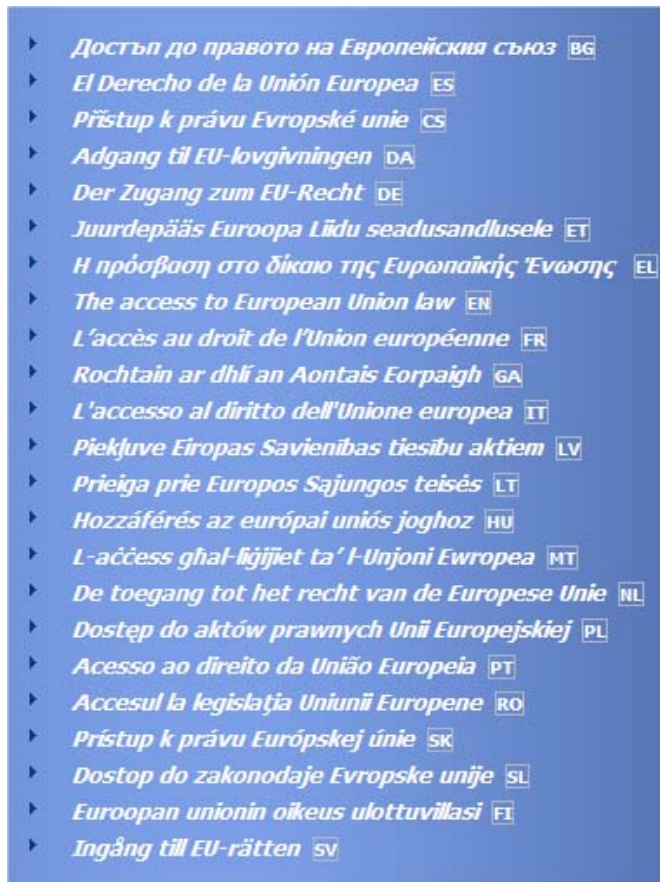 Достъп до правото на Европейския съюз BG
El Derecho de la Unión Europea ES
Přístup k právu Evropské unie CS
Adgang til EU-lovgivningen DA
Der Zugang zum EU-Recht DE
Juurdepääs Euroopa Liidu seadusandlusele ET
Η πρόσβαση στο δίκαιο της Ευρωπαϊκής Ένωσης EL
The access to European Union law EN
L’accès au droit de l’Union européenne FR
Rochtain ar dhlí an Aontais Eorpaigh GA
L'accesso al diritto dell'Unione europea IT
Piekļuve Eiropas Savienības tiesību aktiem LV
Prieiga prie Europos Sąjungos teisės LT
Hozzáférés az európai uniós joghoz HU
L-aċċess għal-liġijiet ta’ l-Unjoni Ewropea MT
De toegang tot het recht van de Europese Unie NL
Dostęp do aktów prawnych Unii Europejskiej PL
Acesso ao direito da União Europeia PT
Accesul la legislaţia Uniunii Europene RO
Prístup k právu Európskej únie SK
Dostop do zakonodaje Evropske unije SL
Euroopan unionin oikeus ulottuvillasi FI
Ingång till EU-rätten SV